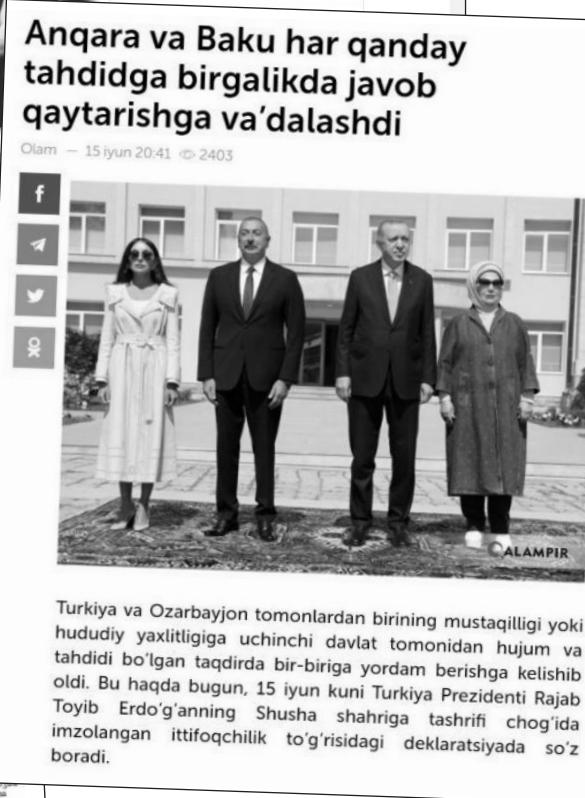 Anqara va Baku har qanday
tahdidga birgalikda javob
qaytarishga va’dalashdi
Olam — 15 iyun 20:41 2403
f
QALAMPIR
Turkiya va Ozarbayjon tomonlardan birining mustaqilligi yoki
hududiy yaxlitligiga uchinchi davlat tomonidan hujum va
tahdidi bo‘lgan taqdirda bir-biriga yordam berishga kelishib
oldi. Bu haqda bugun, 15 iyun kuni Turkiya Prezidenti Rajab
Toyib Erdo‘g‘anning Shusha shahriga tashrifi chog‘ida
imzolangan ittifoqchilik to‘g‘risidagi deklaratsiyada so‘z
boradi.